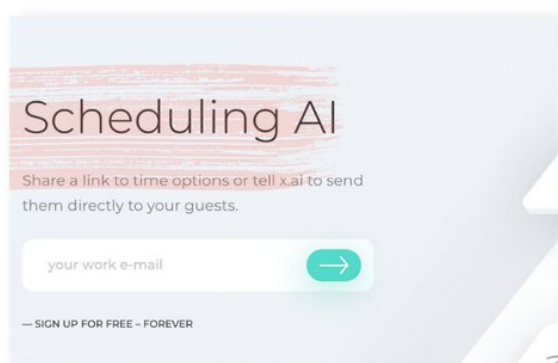 Scheduling AI
Share a link to time options or tell x.ai to send
them directly to your guests.
your work e-mail
— SIGN UP FOR FREE – FOREVER